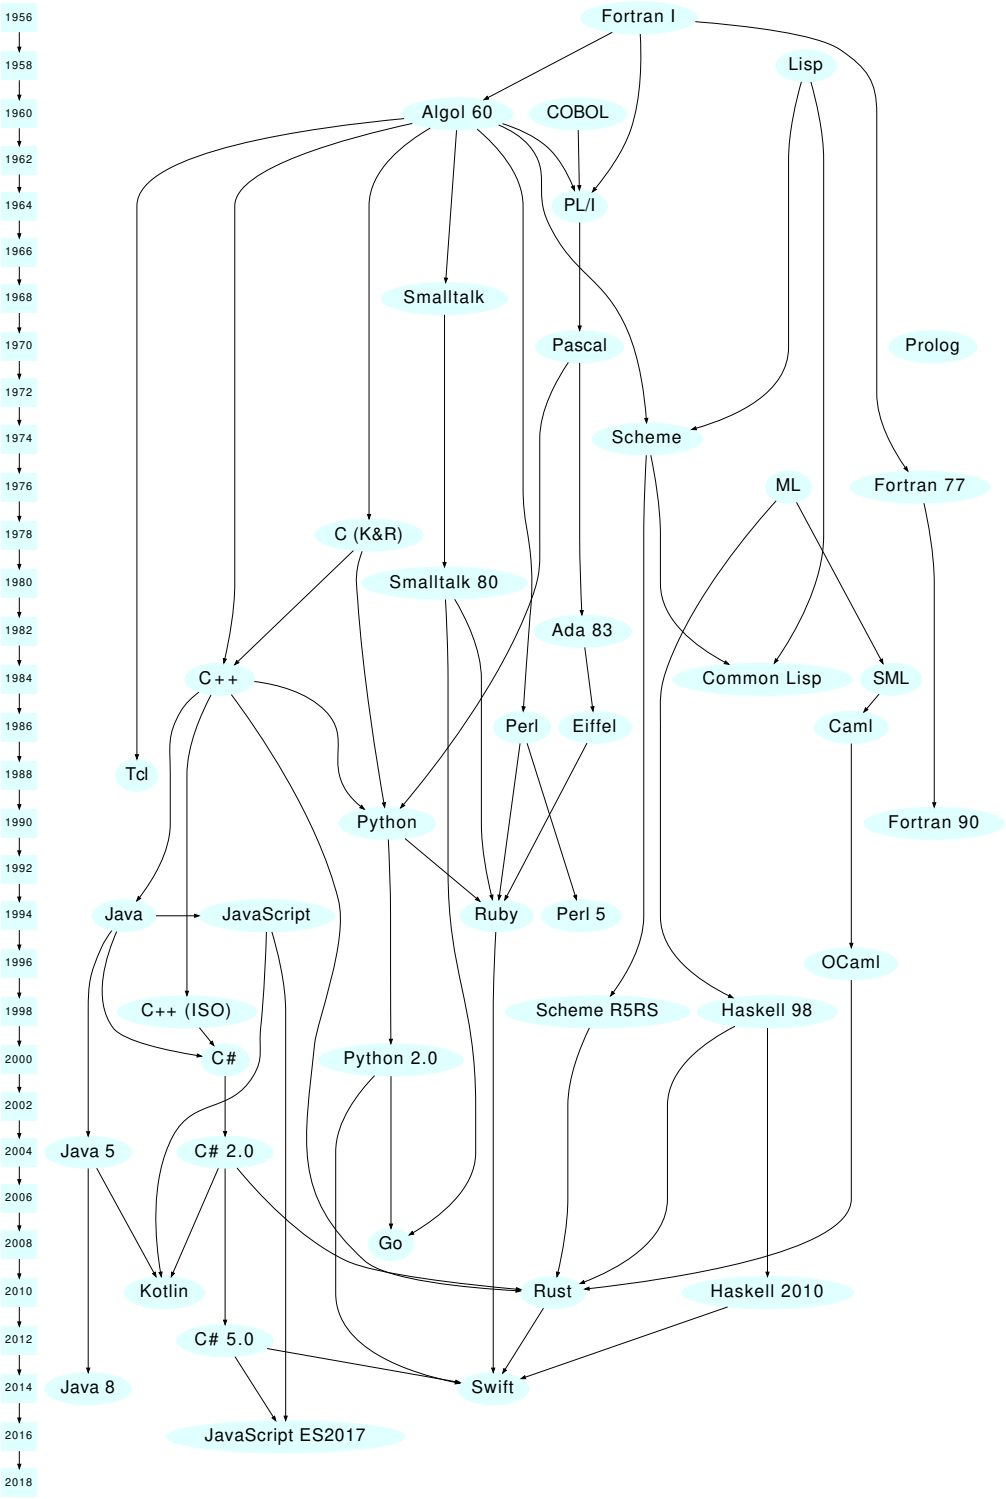 1956
Fortran I
1958
Lisp
1960
Algol 60
COBOL
1962
1964
PL/I
1966
1968
Smalltalk
1970
Pascal
Prolog
1972
1974
Scheme
1976
ML
Fortran 77
1978
C (K&R)
1980
Smalltalk 80
1982
Ada 83
1984
C++
Common Lisp
SML
1986
Perl
Eiffel
Caml
1988
Tcl
1990
Python
Fortran 90
1992
1994
Java
JavaScript
Ruby
Perl 5
1996
OCaml
1998
C++ (ISO)
Scheme R5RS
Haskell 98
2000
C#
Python 2.0
2002
2004
Java 5
C# 2.0
2006
2008
Go
2010
Kotlin
Rust
Haskell 2010
2012
C# 5.0
2014
Java 8
Swift
2016
JavaScript ES2017
2018